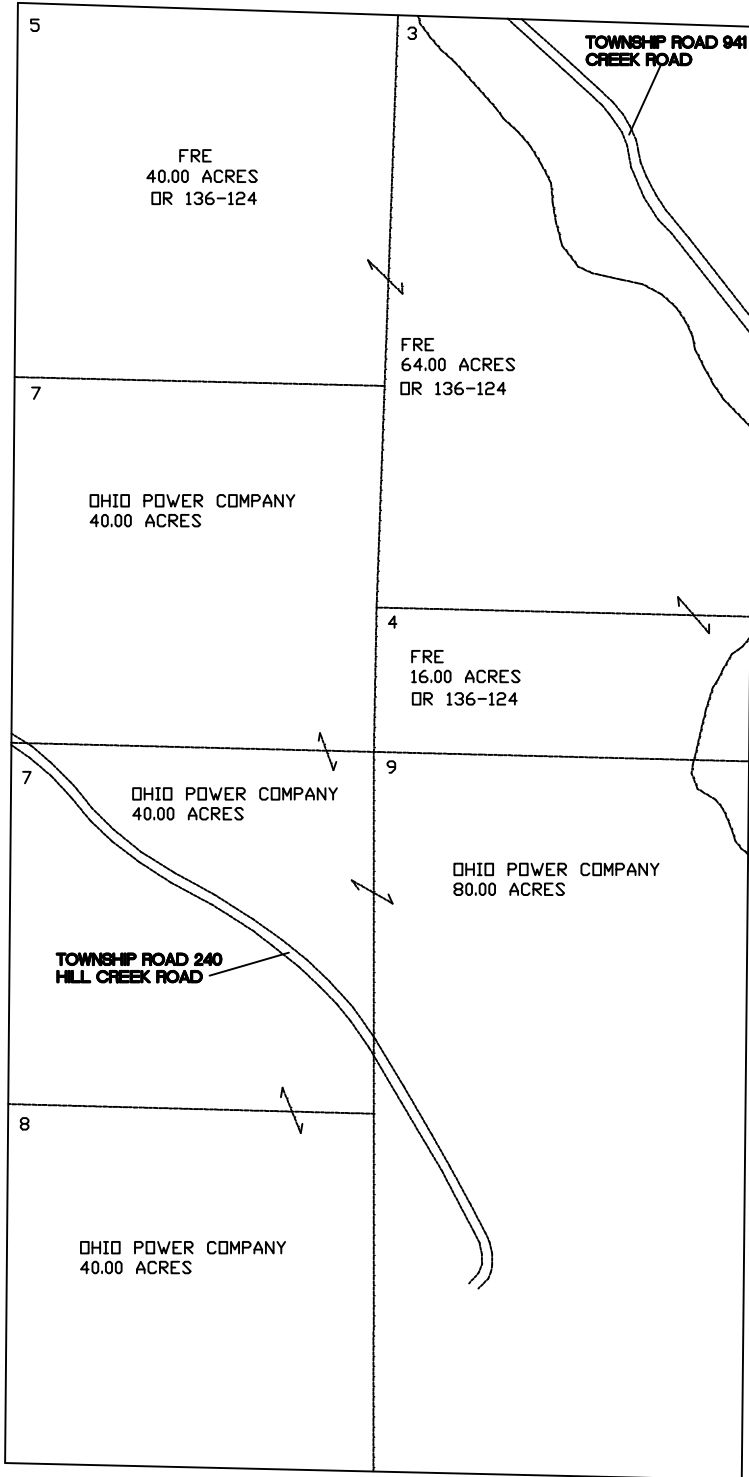 5
3
TOWNSHIP ROAD 941
CREEK ROAD
FRE
40.00 ACRES
OR 136-124
FRE
64.00 ACRES
OR 136-124
7
OHIO POWER COMPANY
40.00 ACRES
4
FRE
16.00 ACRES
OR 136-124
7
OHIO POWER COMPANY
40.00 ACRES
9
OHIO POWER COMPANY
80.00 ACRES
TOWNSHIP ROAD 240
HILL CREEK ROAD
8
OHIO POWER COMPANY
40.00 ACRES